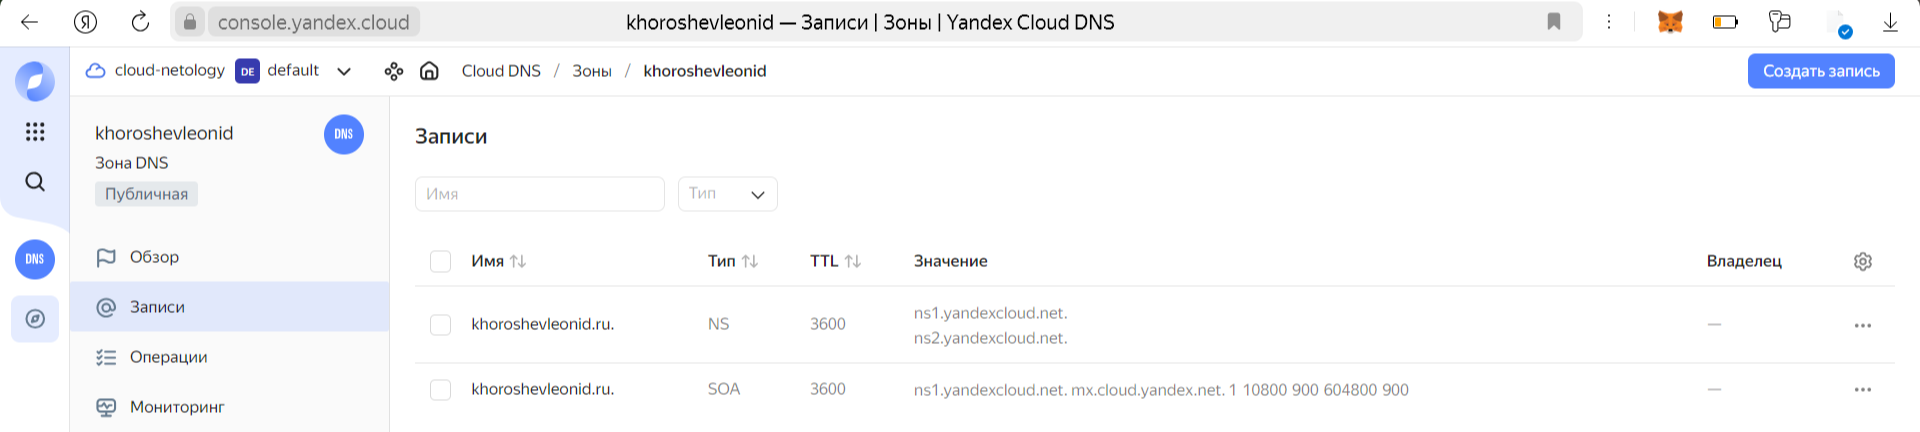 console.yandex.cloud
khoroshevleonid — Записи | Зоны | Yandex Cloud DNS
cloud-netology DE default
Cloud DNS / Зоны / khoroshevleonid
Создать запись
khoroshevleonid
DNS
Зона DNS
Публичная
DNS
Обзор
Записи
Операции
Мониторинг
Записи
Имя
Тип
Имя Тип TTL Значение Владелец
khoroshevleonid.ru. NS 3600 ns1.yandexcloud.net. —
ns2.yandexcloud.net.
khoroshevleonid.ru. SOA 3600 ns1.yandexcloud.net. mx.cloud.yandex.net. 1 10800 900 604800 900 —